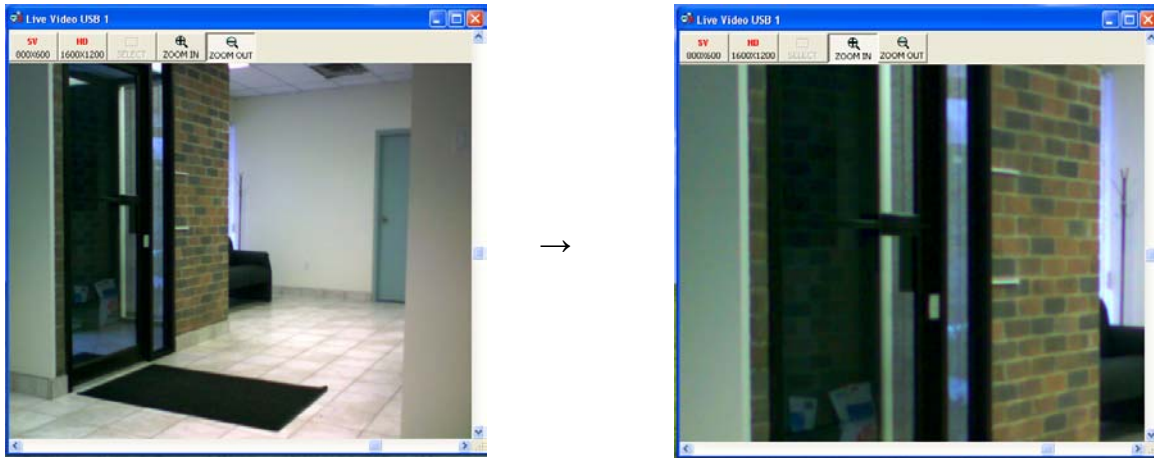 Live Video USB 1
SV
800X600
HD
1600X1200
SELECT
ZOOM IN
ZOOM OUT
→
Live Video USB 1
SV
800X600
HD
1600X1200
SELECT
ZOOM IN
ZOOM OUT